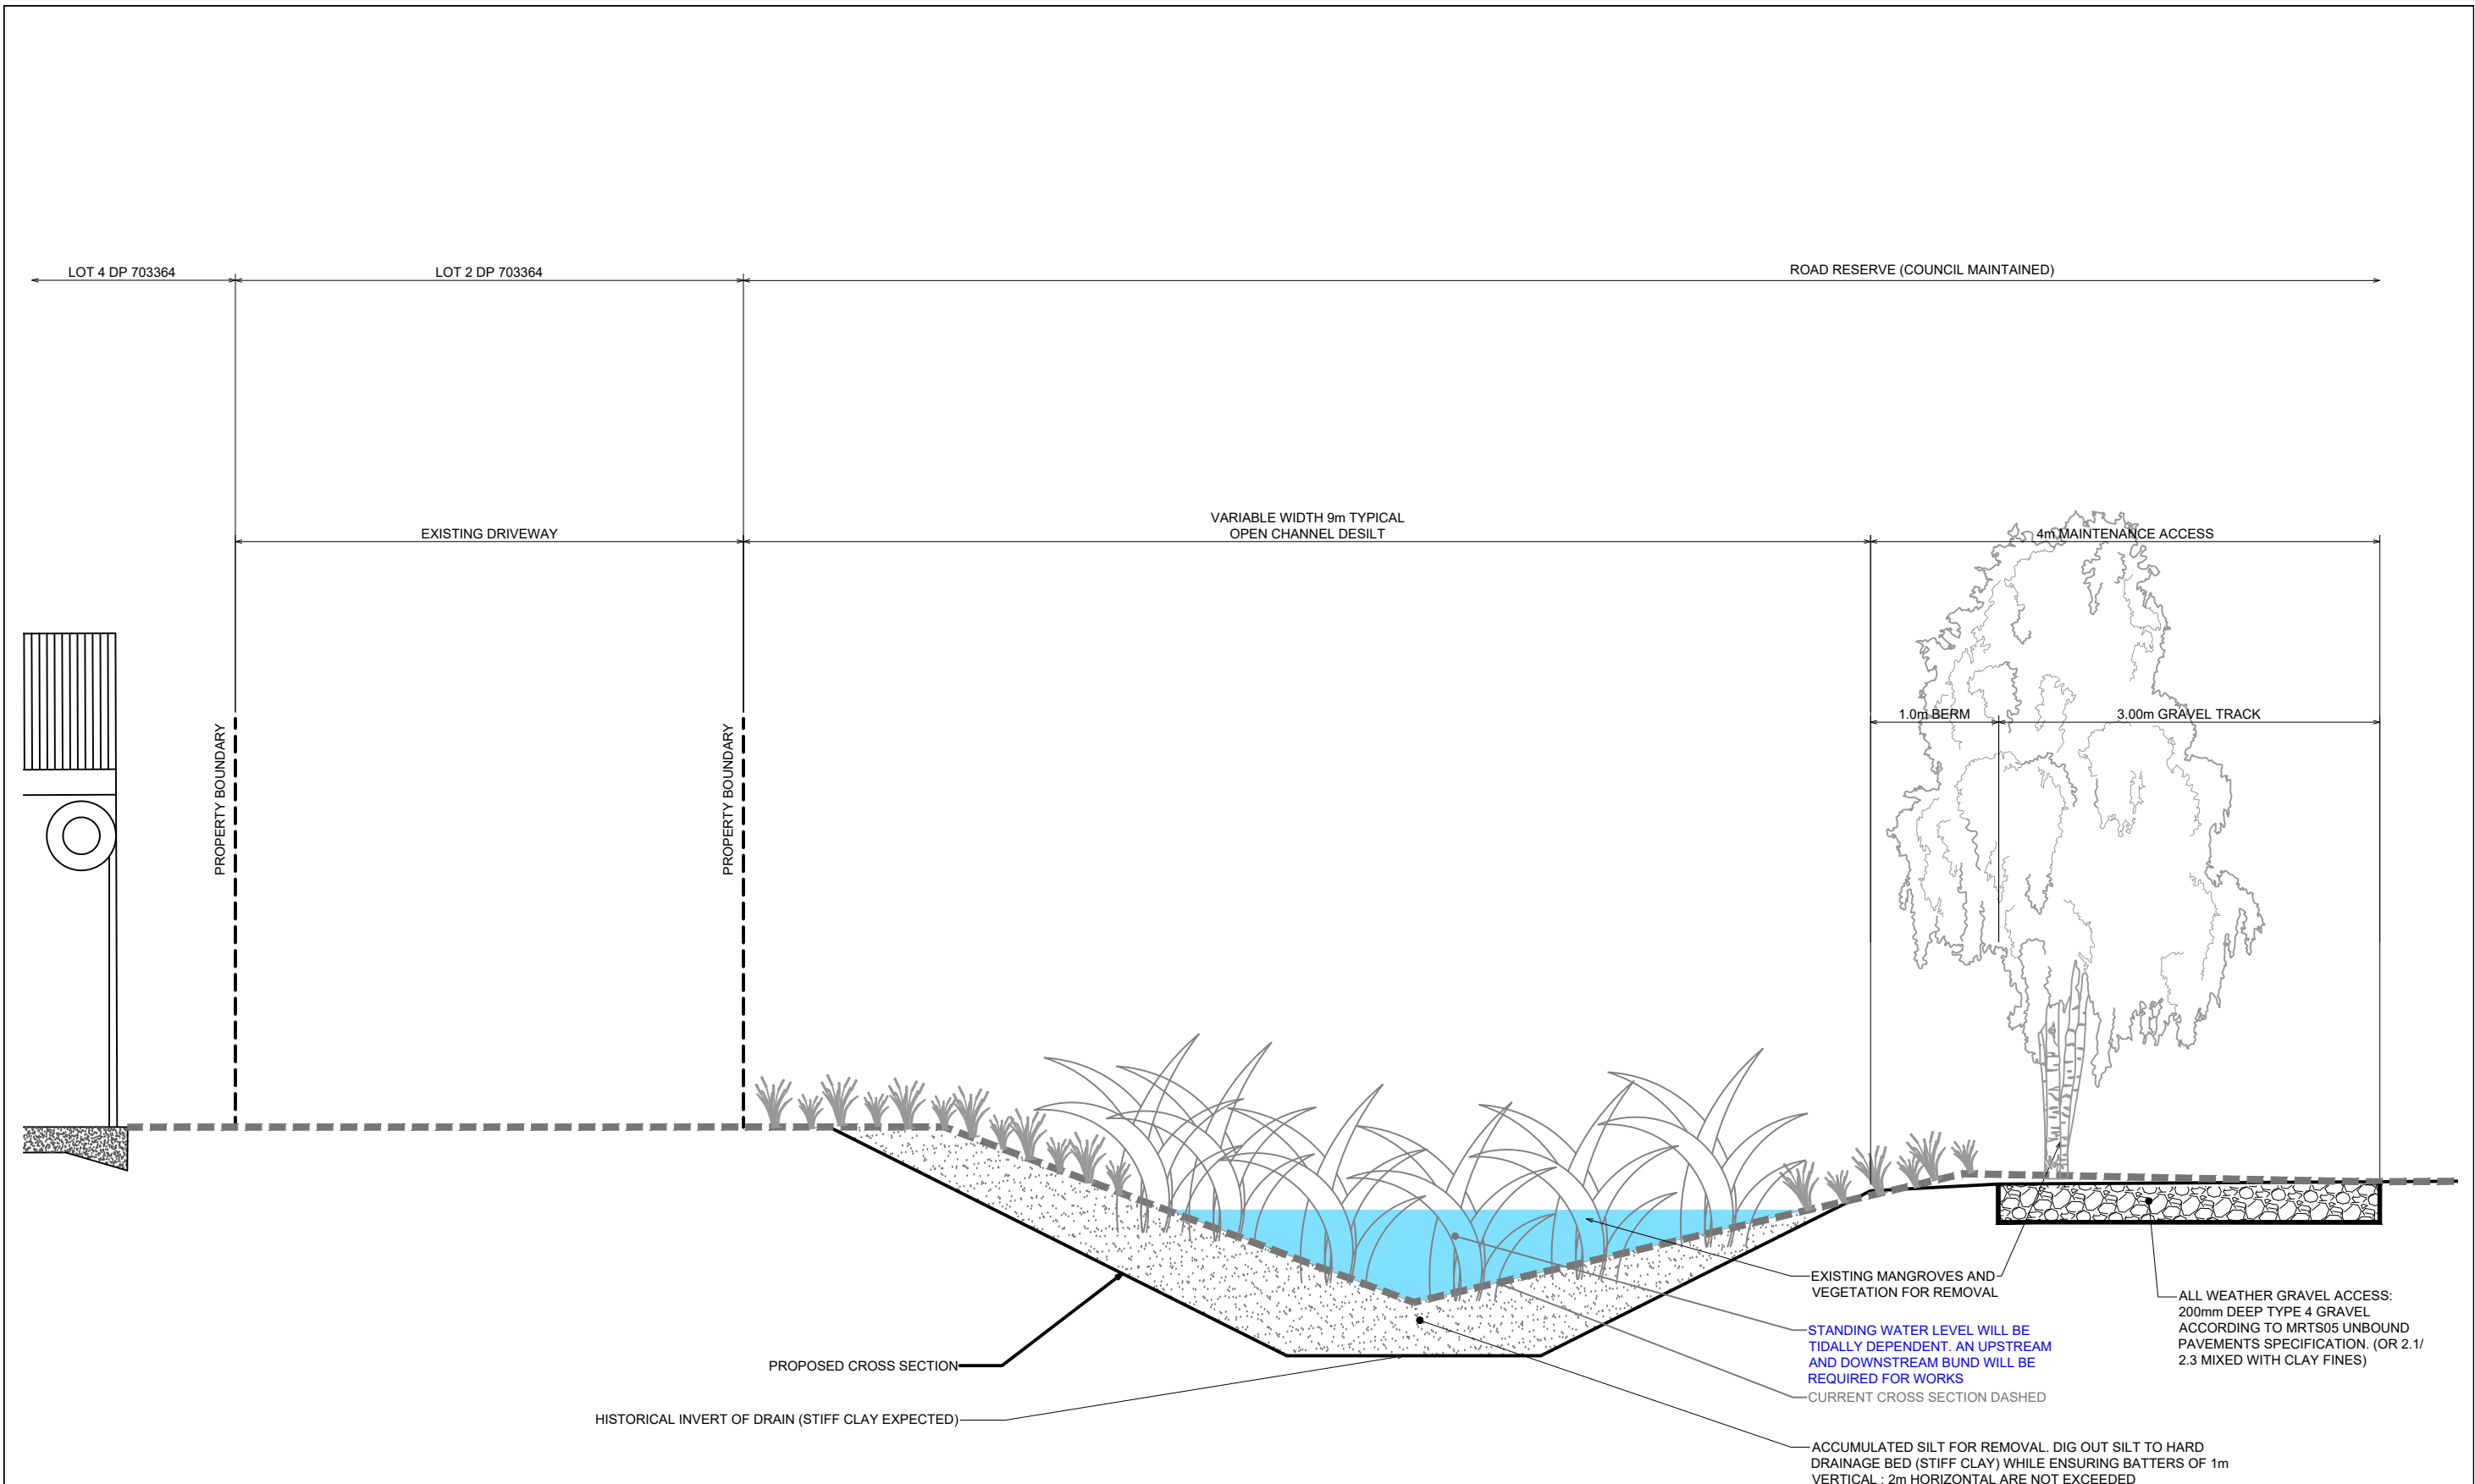 LOT 4 DP 703364
LOT 2 DP 703364
ROAD RESERVE (COUNCIL MAINTAINED)
EXISTING DRIVEWAY
VARIABLE WIDTH 9m TYPICAL
OPEN CHANNEL DESILT
4m MAINTENANCE ACCESS
1.0m BERM
3.00m GRAVEL TRACK
PROPERTY BOUNDARY
PROPERTY BOUNDARY
EXISTING MANGROVES AND
VEGETATION FOR REMOVAL
ALL WEATHER GRAVEL ACCESS:
200mm DEEP TYPE 4 GRAVEL
ACCORDING TO MRTS05 UNBOUND
PAVEMENTS SPECIFICATION. (OR 2.1/
2.3 MIXED WITH CLAY FINES)
STANDING WATER LEVEL WILL BE
TIDALLY DEPENDENT. AN UPSTREAM
AND DOWNSTREAM BUND WILL BE
REQUIRED FOR WORKS
PROPOSED CROSS SECTION
CURRENT CROSS SECTION DASHED
HISTORICAL INVERT OF DRAIN (STIFF CLAY EXPECTED)
ACCUMULATED SILT FOR REMOVAL. DIG OUT SILT TO HARD
DRAINAGE BED (STIFF CLAY) WHILE ENSURING BATTERS OF 1m
VERTICAL : 2m HORIZONTAL ARE NOT EXCEEDED